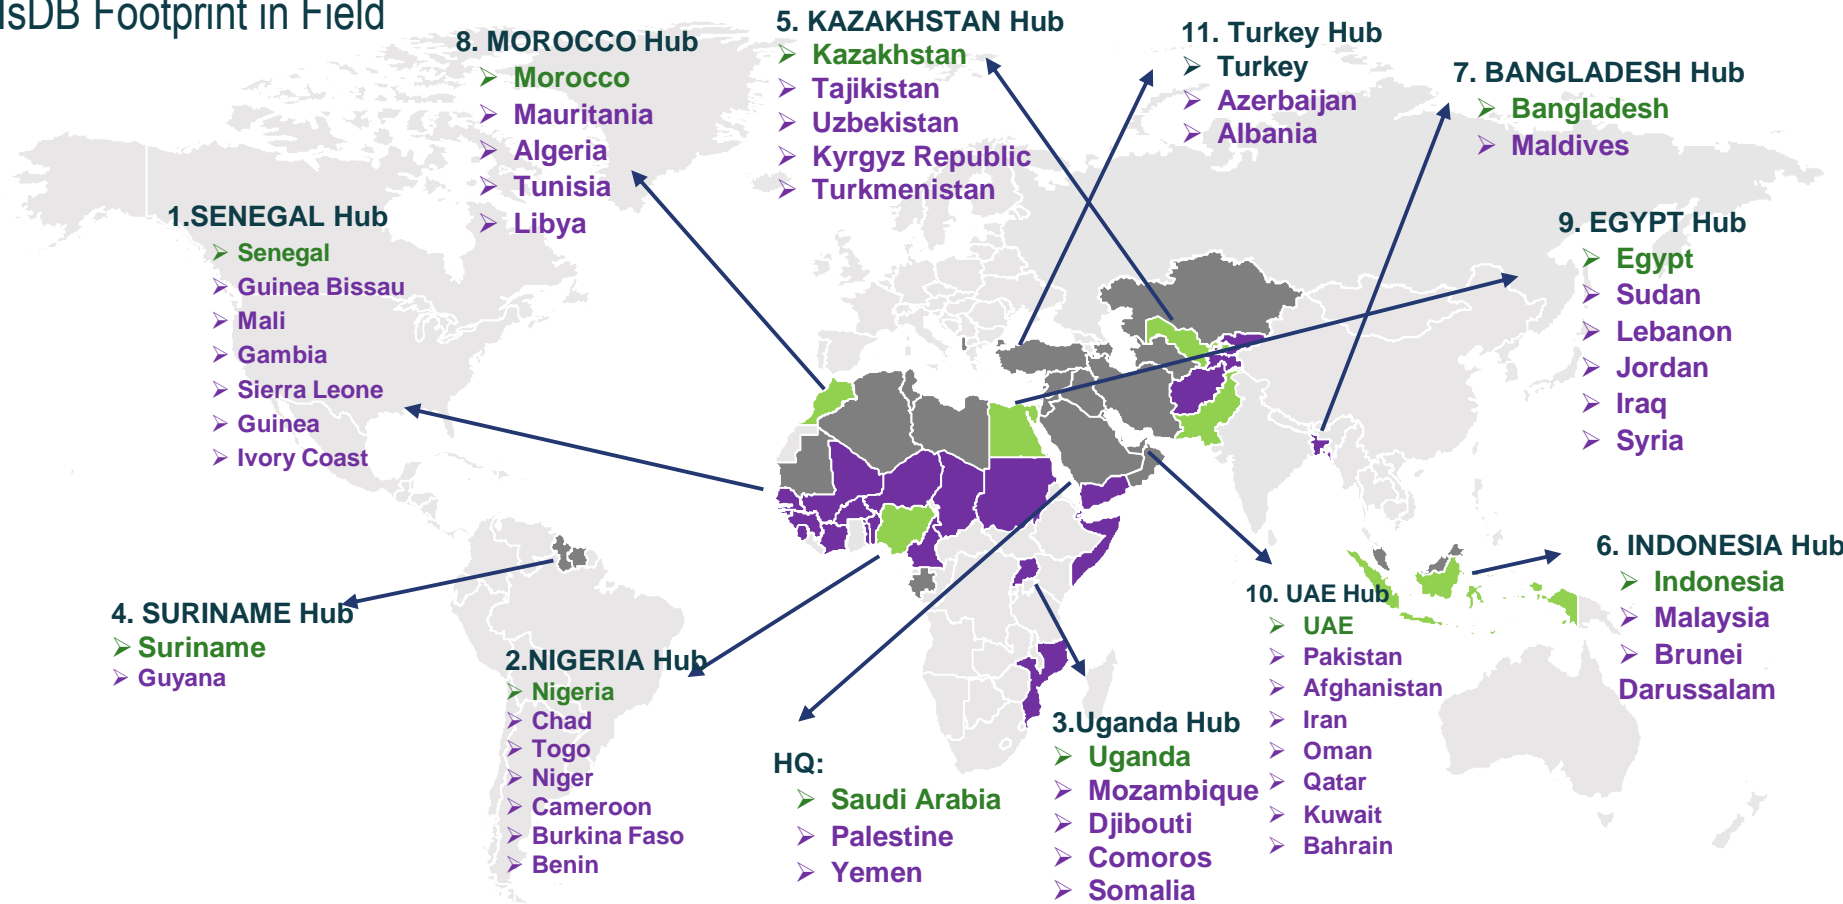 IsDB Footprint in Field
8. MOROCCO Hub
Morocco
Mauritania
Algeria
Tunisia
Libya
5. KAZAKHSTAN Hub
Kazakhstan
Tajikistan
Uzbekistan
Kyrgyz Republic
Turkmenistan
11. Turkey Hub
Turkey
Azerbaijan
Albania
7. BANGLADESH Hub
Bangladesh
Maldives
1.SENEGAL Hub
Senegal
Guinea Bissau
Mali
Gambia
Sierra Leone
Guinea
Ivory Coast
9. EGYPT Hub
Egypt
Sudan
Lebanon
Jordan
Iraq
Syria
4. SURINAME Hub
Suriname
Guyana
2.NIGERIA Hub
Nigeria
Chad
Togo
Niger
Cameroon
Burkina Faso
Benin
HQ:
Saudi Arabia
Palestine
Yemen
3.Uganda Hub
Uganda
Mozambique
Djibouti
Comoros
Somalia
10. UAE Hub
UAE
Pakistan
Afghanistan
Iran
Oman
Qatar
Kuwait
Bahrain
6. INDONESIA Hub
Indonesia
Malaysia
Brunei
Darussalam